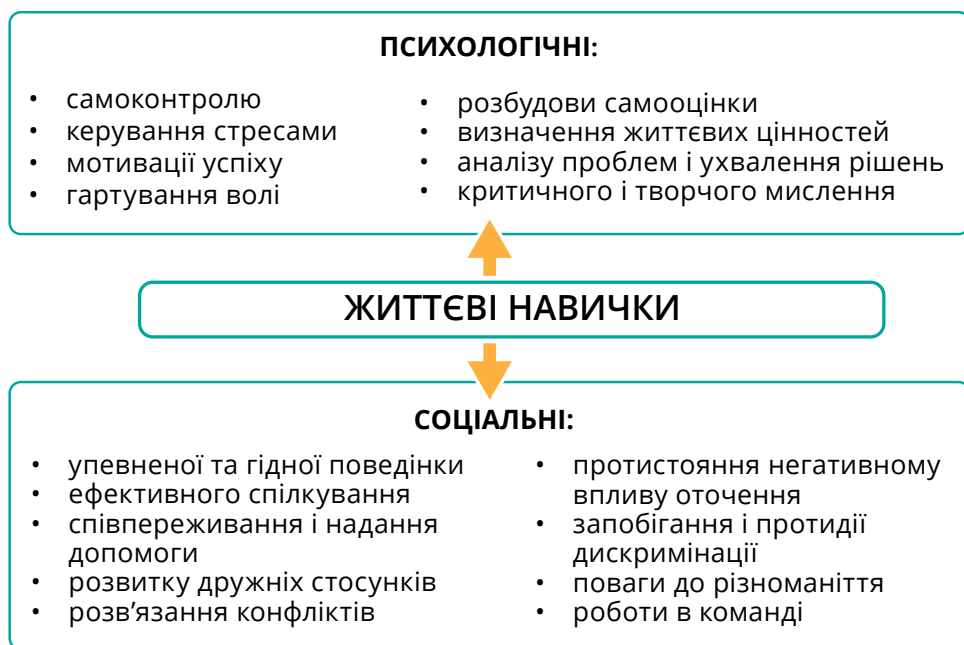 ПСИХОЛОГІЧНІ:
• самоконтролю
• керування стресами
• мотивації успіху
• гартування волі
• розбудови самооцінки
• визначення життєвих цінностей
• аналізу проблем і ухвалення рішень
• критичного і творчого мислення
ЖИТТЄВІ НАВИЧКИ
СОЦІАЛЬНІ:
• упевненої та гідної поведінки
• ефективного спілкування
• співпереживання і надання
допомоги
• розвитку дружніх стосунків
• розв’язання конфліктів
• протистояння негативному
впливу оточення
• запобігання і протидії
дискримінації
• поваги до різноманіття
• роботи в команді